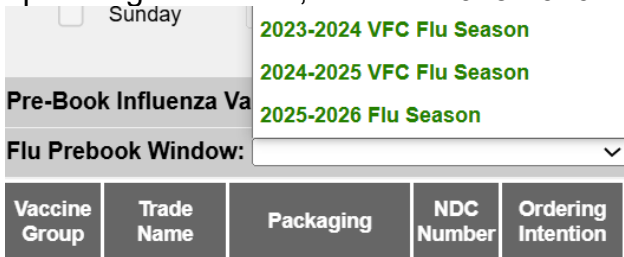 Sunday
2023-2024 VFC Flu Season
2024-2025 VFC Flu Season
Pre-Book Influenza Va
2025-2026 Flu Season
Flu Prebook Window:
Vaccine Group
Trade Name
Packaging
NDC Number
Ordering Intention